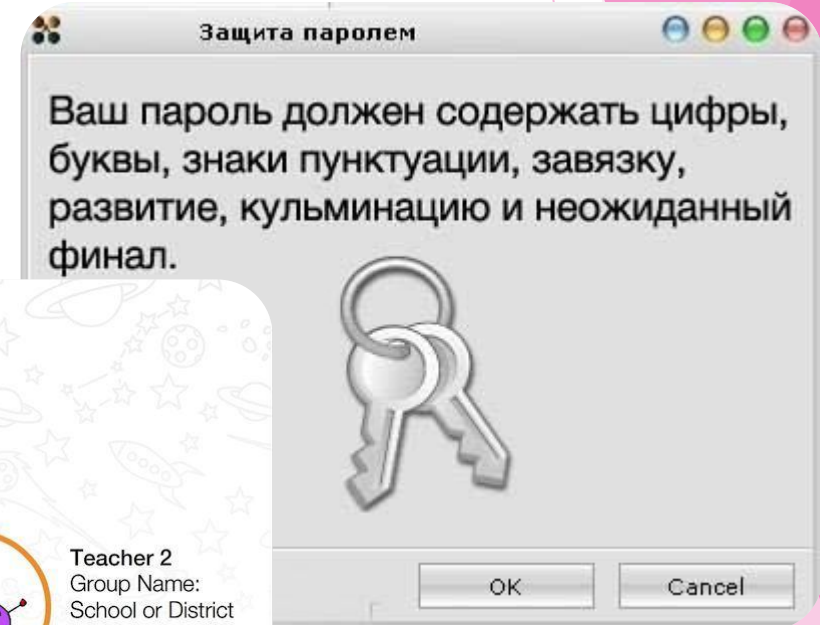 Защита паролем
Ваш пароль должен содержать цифры,
буквы, знаки пунктуации, завязку,
развитие, кульминацию и неожиданный
финал.
Teacher 2
Group Name:
School or District
OK
Cancel